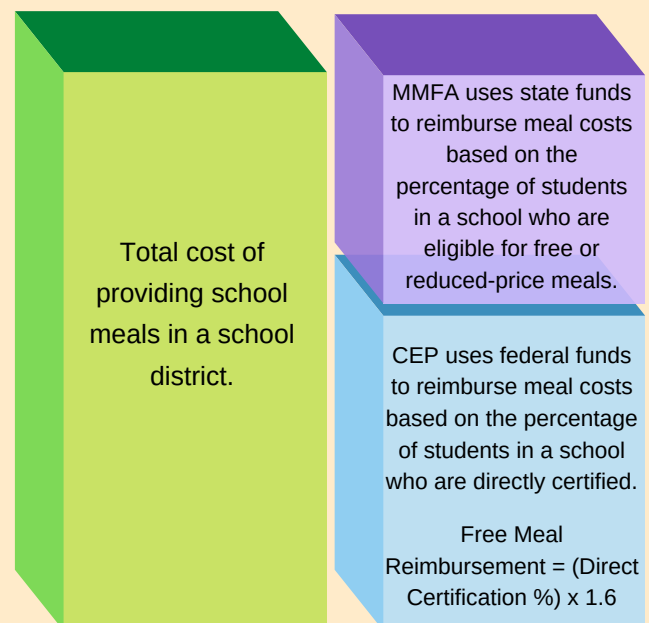 Total cost of
providing school
meals in a school
district.
MMFA uses state funds
to reimburse meal costs
based on the
percentage of students
in a school who are
eligible for free or
reduced-price meals.
CEP uses federal funds
to reimburse meal costs
based on the percentage
of students in a school
who are directly certified.
Free Meal
Reimbursement = (Direct
Certification %) x 1.6